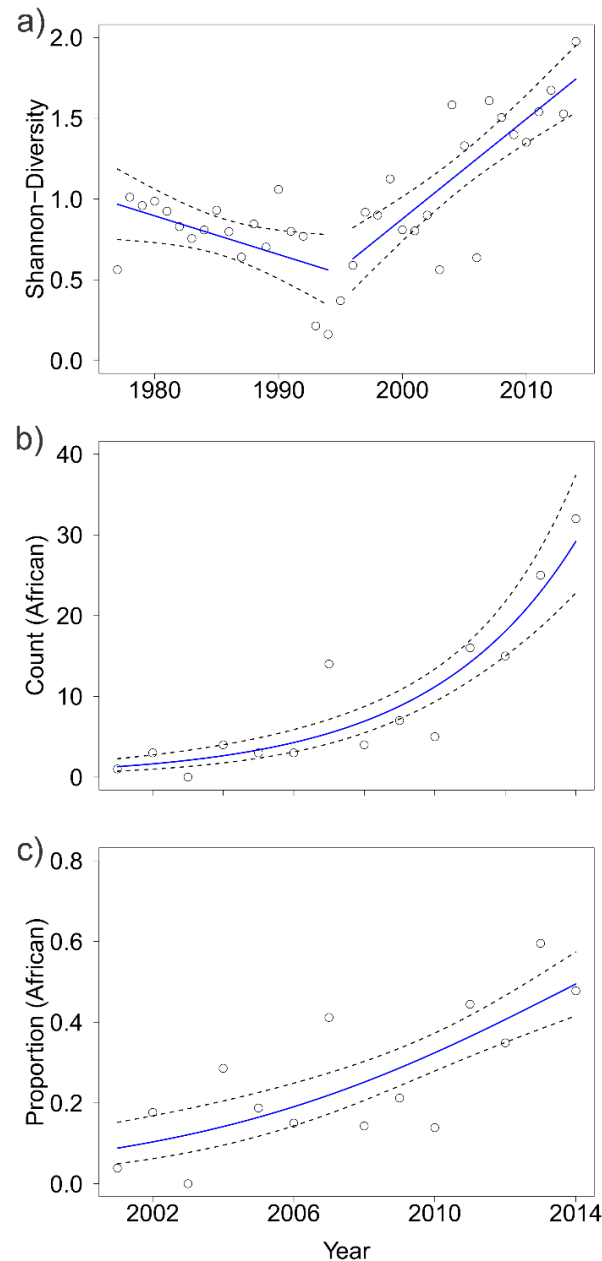 a)
Shannon−Diversity
2.0
1.5
1.0
0.5
0.0
1980 1990 2000 2010
b)
Count (African)
40
30
20
10
0
c)
Proportion (African)
0.8
0.6
0.4
0.2
0.0
2002 2006 2010 2014
Year